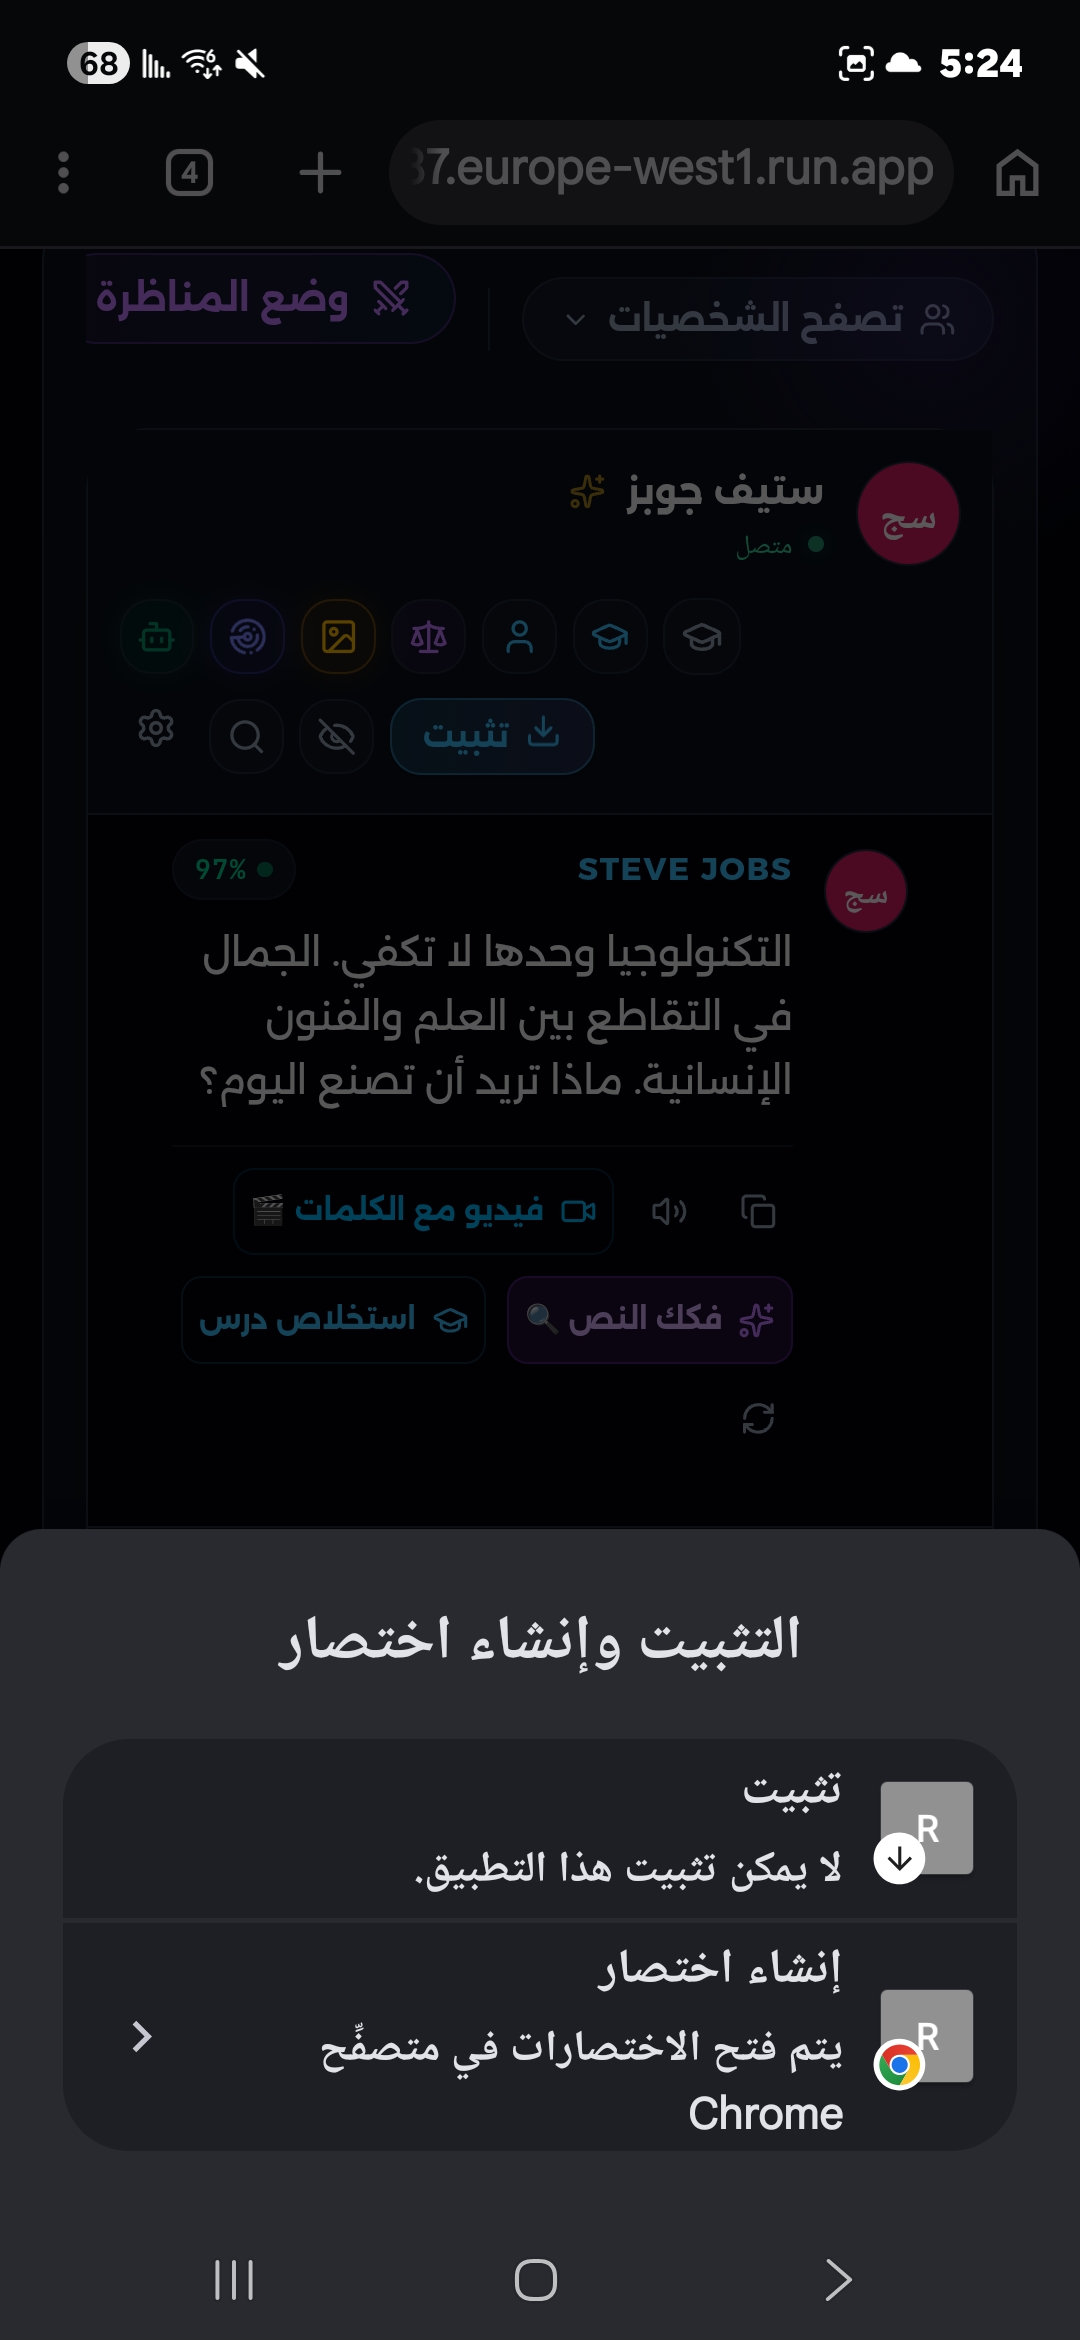 68
5:24
4
37.europe-west1.run.app
تصفح الشخصيات
وضع المناظرة
سج
ستيف جوبز
متصل
تثبيت
سج
STEVE JOBS
97%
التكنولوجيا وحدها لا تكفي. الجمال
في التقاطع بين العلم والفنون
الإنسانية. ماذا تريد أن تصنع اليوم؟
فيديو مع الكلمات
فكك النص
استخلاص درس
التثبيت وإنشاء اختصار
R
تثبيت
لا يمكن تثبيت هذا التطبيق.
R
إنشاء اختصار
يتم فتح الاختصارات في متصفِّح
Chrome